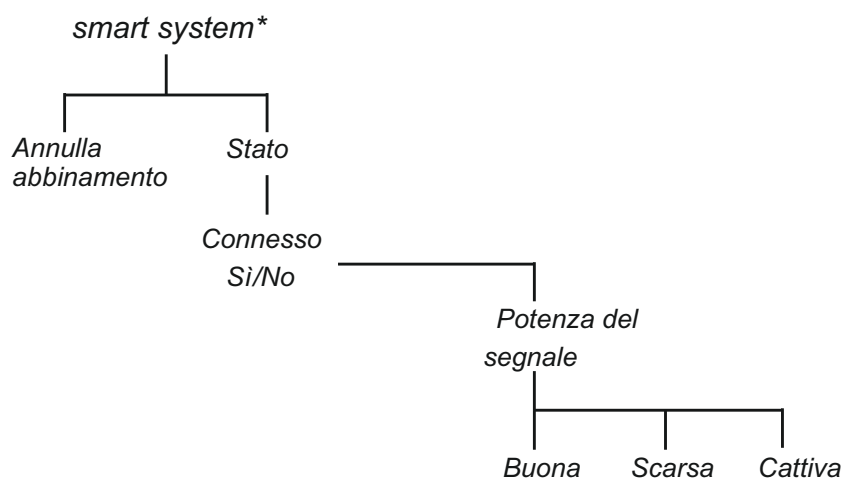 smart system*
Annulla
abbinamento
Stato
Connesso
Sì/No
Potenza del
segnale
Buona
Scarsa
Cattiva